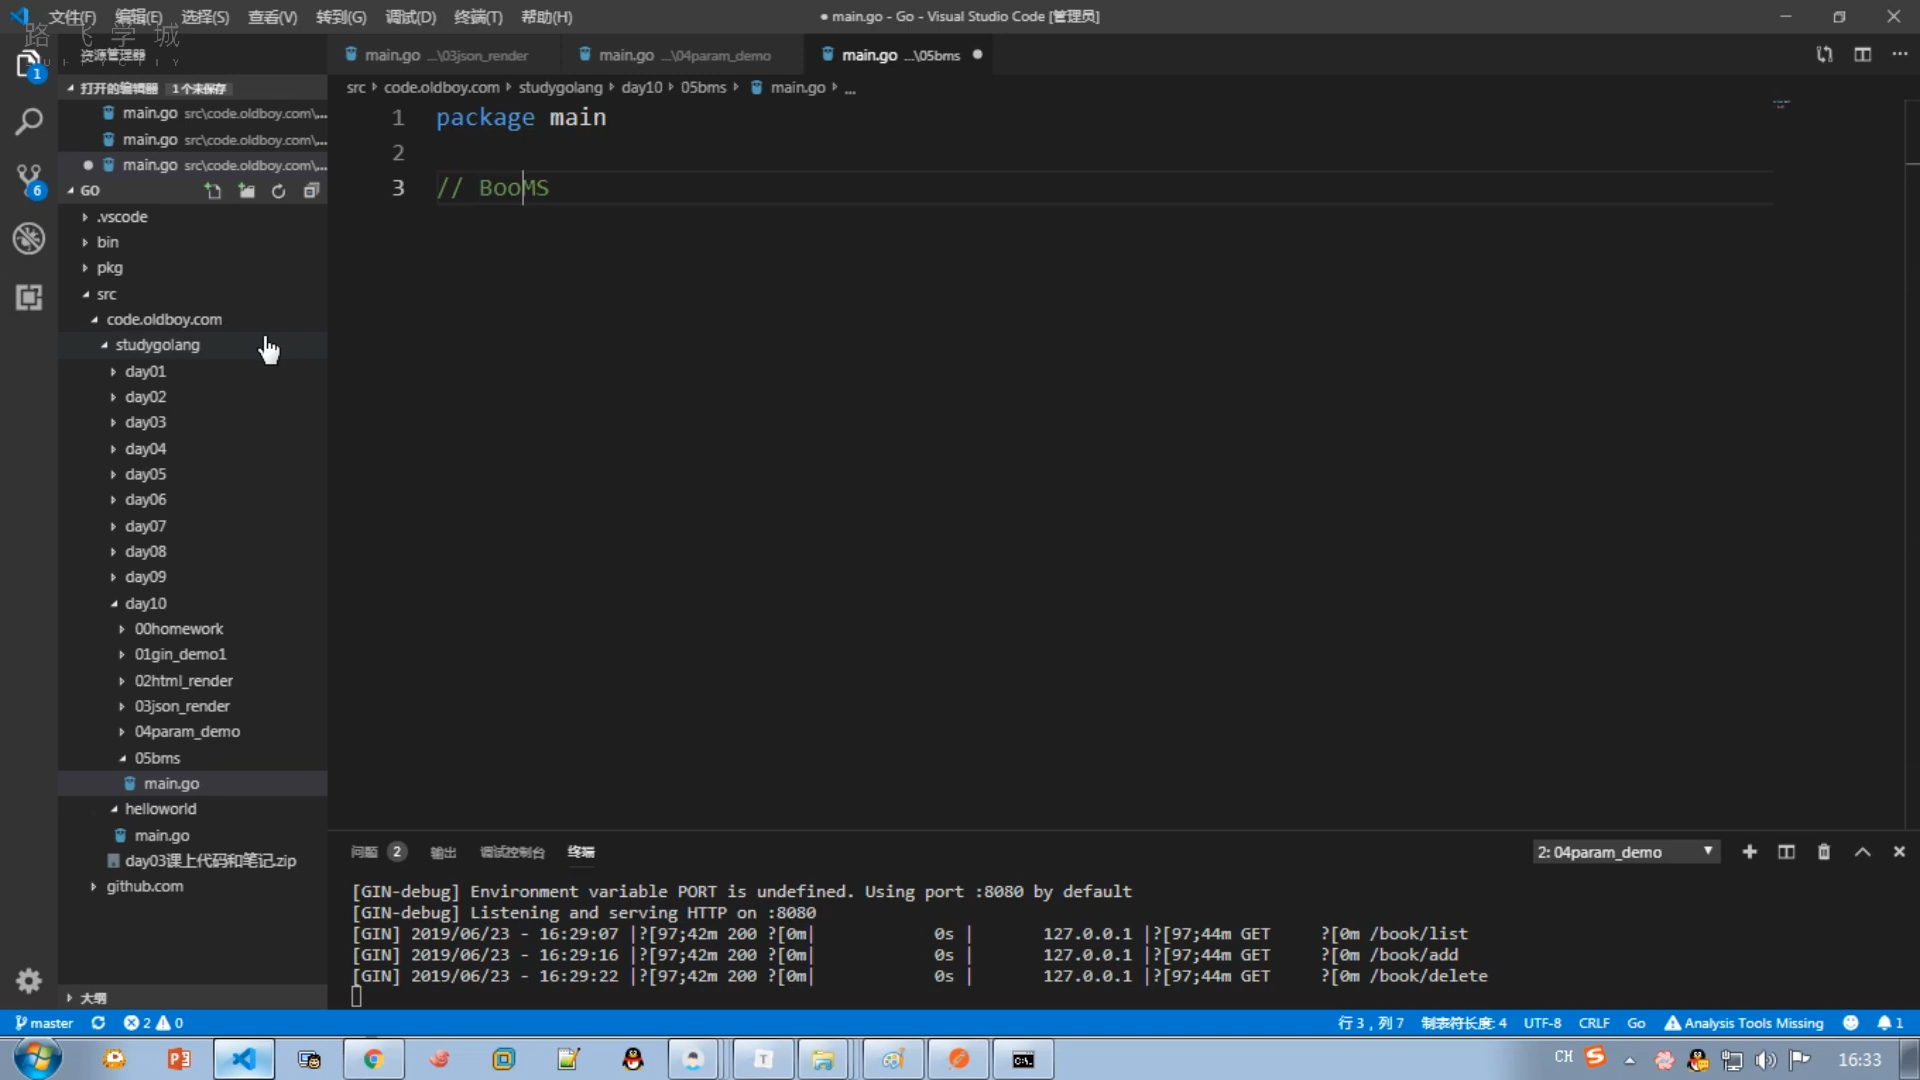 文件(F) 编辑(E) 选择(S) 查看(V) 转到(G) 调试(D) 终端(T) 帮助(H)
● main.go - Go - Visual Studio Code [管理员]
路飞学城
资源管理器
main.go ...\03json_render
main.go ...\04param_demo
main.go ...\05bms
打开的编辑器 1 个未保存
src code.oldboy.com studygolang day10 05bms main.go ...
main.go src\code.oldboy.com\...
main.go src\code.oldboy.com\...
main.go src\code.oldboy.com\...
1
6
GO
.vscode
bin
pkg
src
code.oldboy.com
studygolang
day01
day02
day03
day04
day05
day06
day07
day08
day09
day10
00homework
01gin_demo1
02html_render
03json_render
04param_demo
05bms
main.go
helloworld
main.go
day03课上代码和笔记.zip
github.com
大纲
1 package main
2
3 // BooMS
问题 2 输出 调试控制台 终端
2: 04param_demo
[GIN-debug] Environment variable PORT is undefined. Using port :8080 by default
[GIN-debug] Listening and serving HTTP on :8080
[GIN] 2019/06/23 - 16:29:07 |?[97;42m 200 ?[0m| 0s | 127.0.0.1 |?[97;44m GET ?[0m /book/list
[GIN] 2019/06/23 - 16:29:16 |?[97;42m 200 ?[0m| 0s | 127.0.0.1 |?[97;44m GET ?[0m /book/add
[GIN] 2019/06/23 - 16:29:22 |?[97;42m 200 ?[0m| 0s | 127.0.0.1 |?[97;44m GET ?[0m /book/delete
master 2 0
行 3，列 7 制表符长度: 4 UTF-8 CRLF Go Analysis Tools Missing 1
CH 16:33